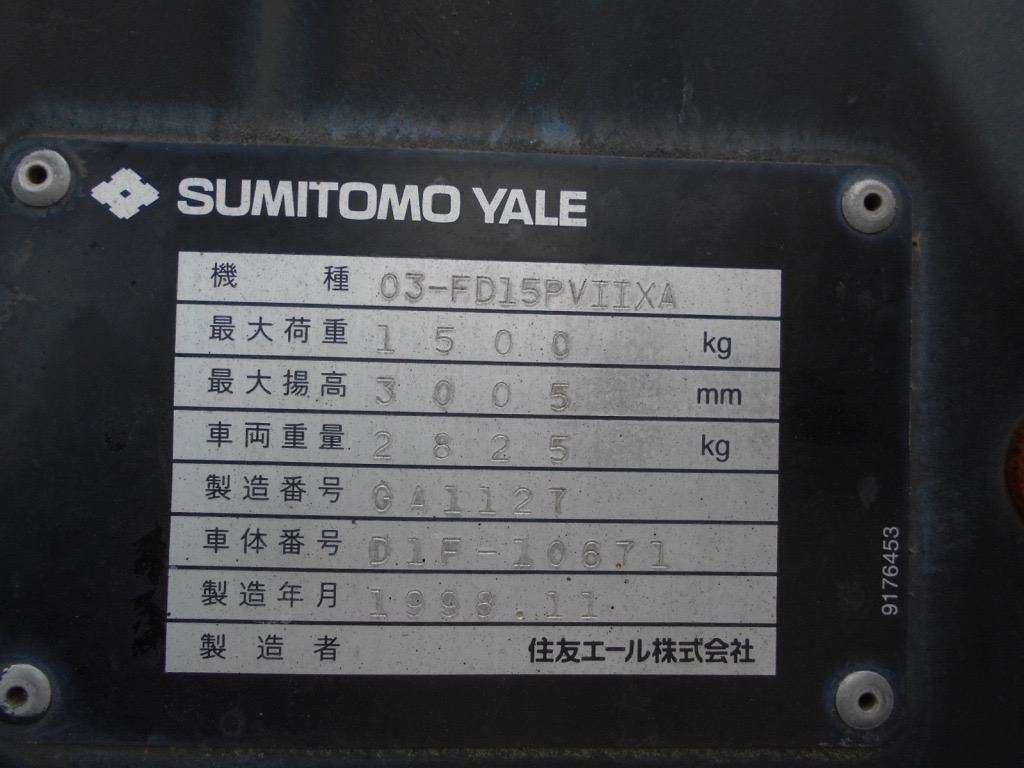 SUMITOMO YALE
機種 03-FD15PVIIXA
最大荷重 1500 kg
最大揚高 3005 mm
車両重量 2825 kg
製造番号 GA1127
車体番号 D1F-10671
製造年月 1998.11
製造者 住友エール株式会社
9176453